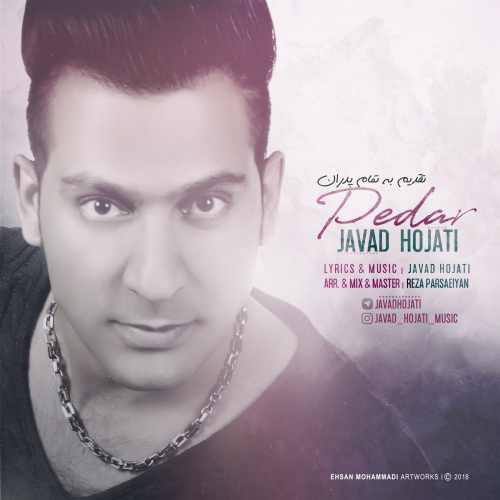 تقدیم به تمام پدران
Pedar
JAVAD HOJATI
LYRICS & MUSIC | JAVAD HOJATI
ARR. & MIX & MASTER | REZA PARSAEIYAN
JAVADHOJATI
JAVAD_HOJATI_MUSIC
EHSAN MOHAMMADI ARTWORKS | © 2018